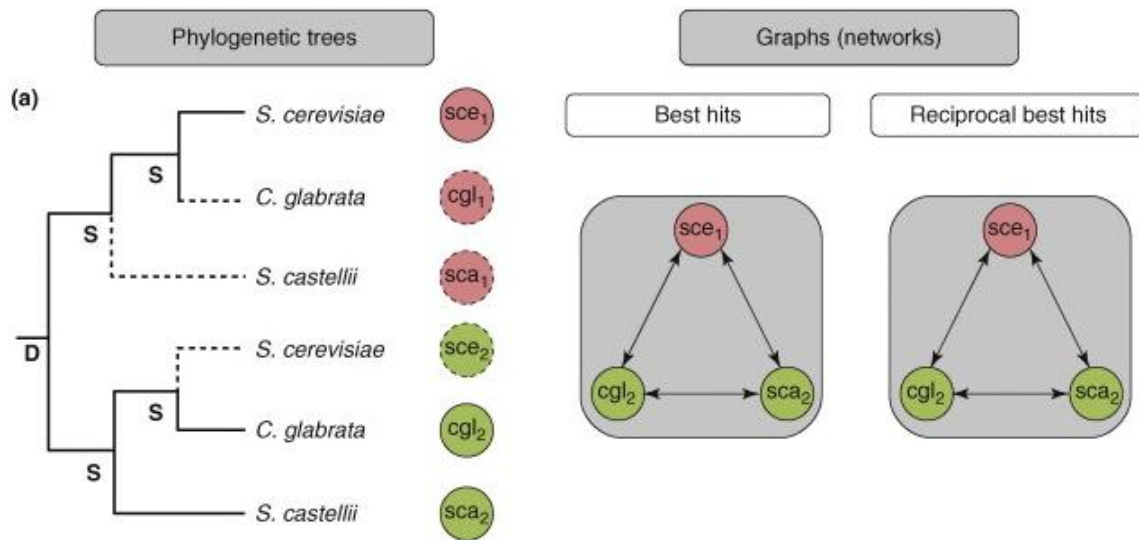 Phylogenetic trees
Graphs (networks)
(a)
Best hits
Reciprocal best hits
S. cerevisiae
sce₁
S
C. glabrata
cgl₁
S
S. castellii
sca₁
D
S. cerevisiae
sce₂
S
C. glabrata
cgl₂
S
S. castellii
sca₂
sce₁
cgl₂
sca₂
sce₁
cgl₂
sca₂